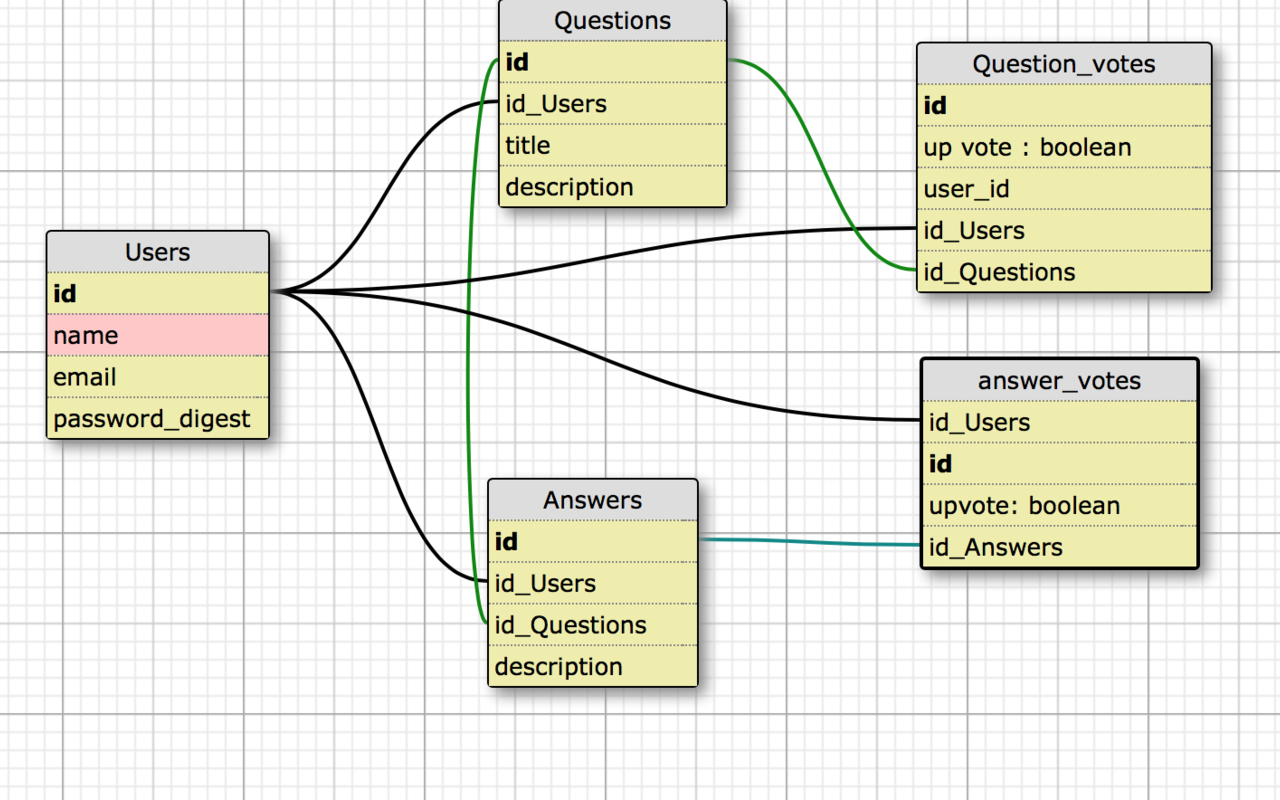 Questions
id
id_Users
title
description
Question_votes
id
up vote : boolean
user_id
id_Users
id_Questions
Users
id
name
email
password_digest
answer_votes
id_Users
id
upvote: boolean
id_Answers
Answers
id
id_Users
id_Questions
description